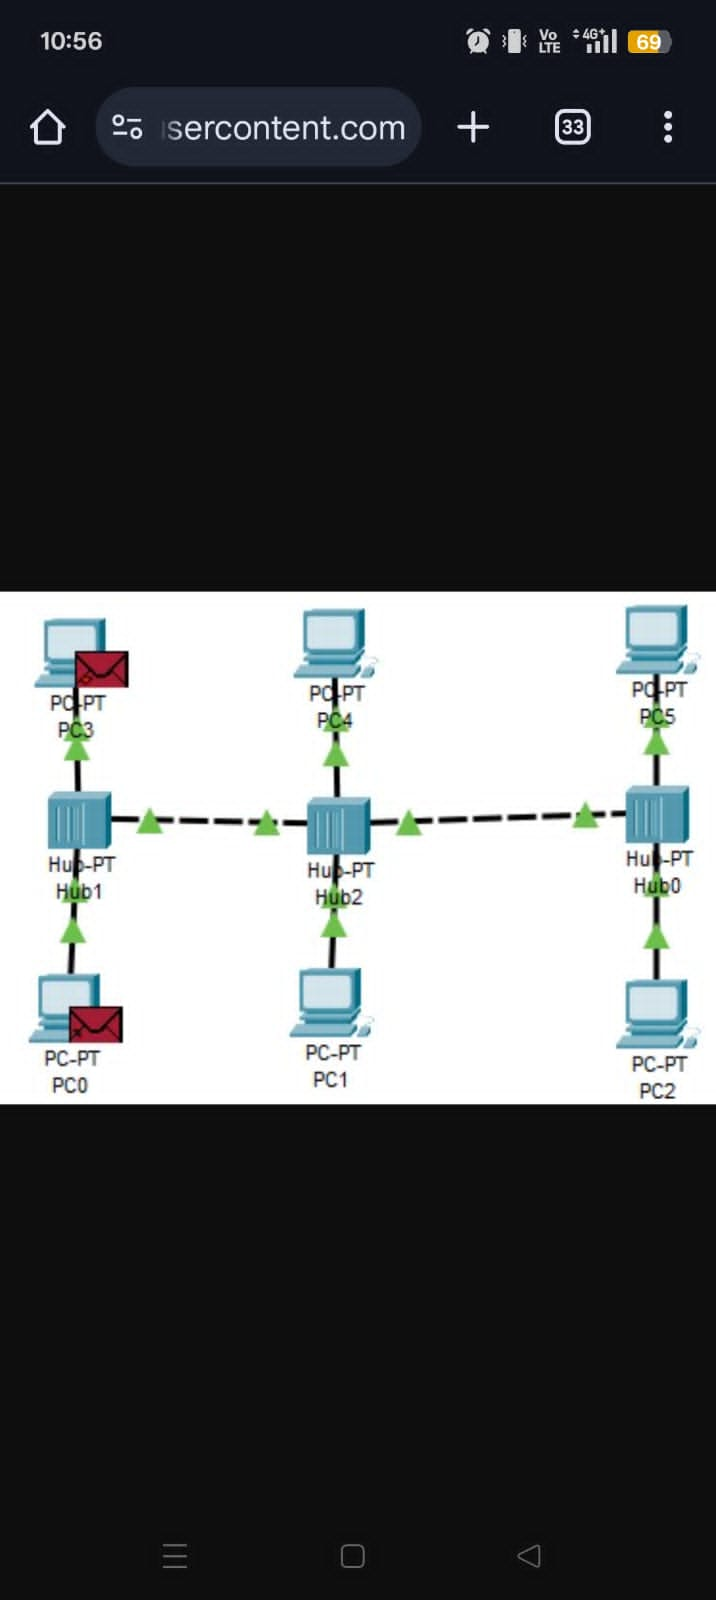 10:56
Vo
LTE
4G+
69
sercontent.com
33
PC-PT
PC3
PC-PT
PC4
PC-PT
PC5
Hub-PT
Hub1
Hub-PT
Hub2
Hub-PT
Hub0
PC-PT
PC0
PC-PT
PC1
PC-PT
PC2